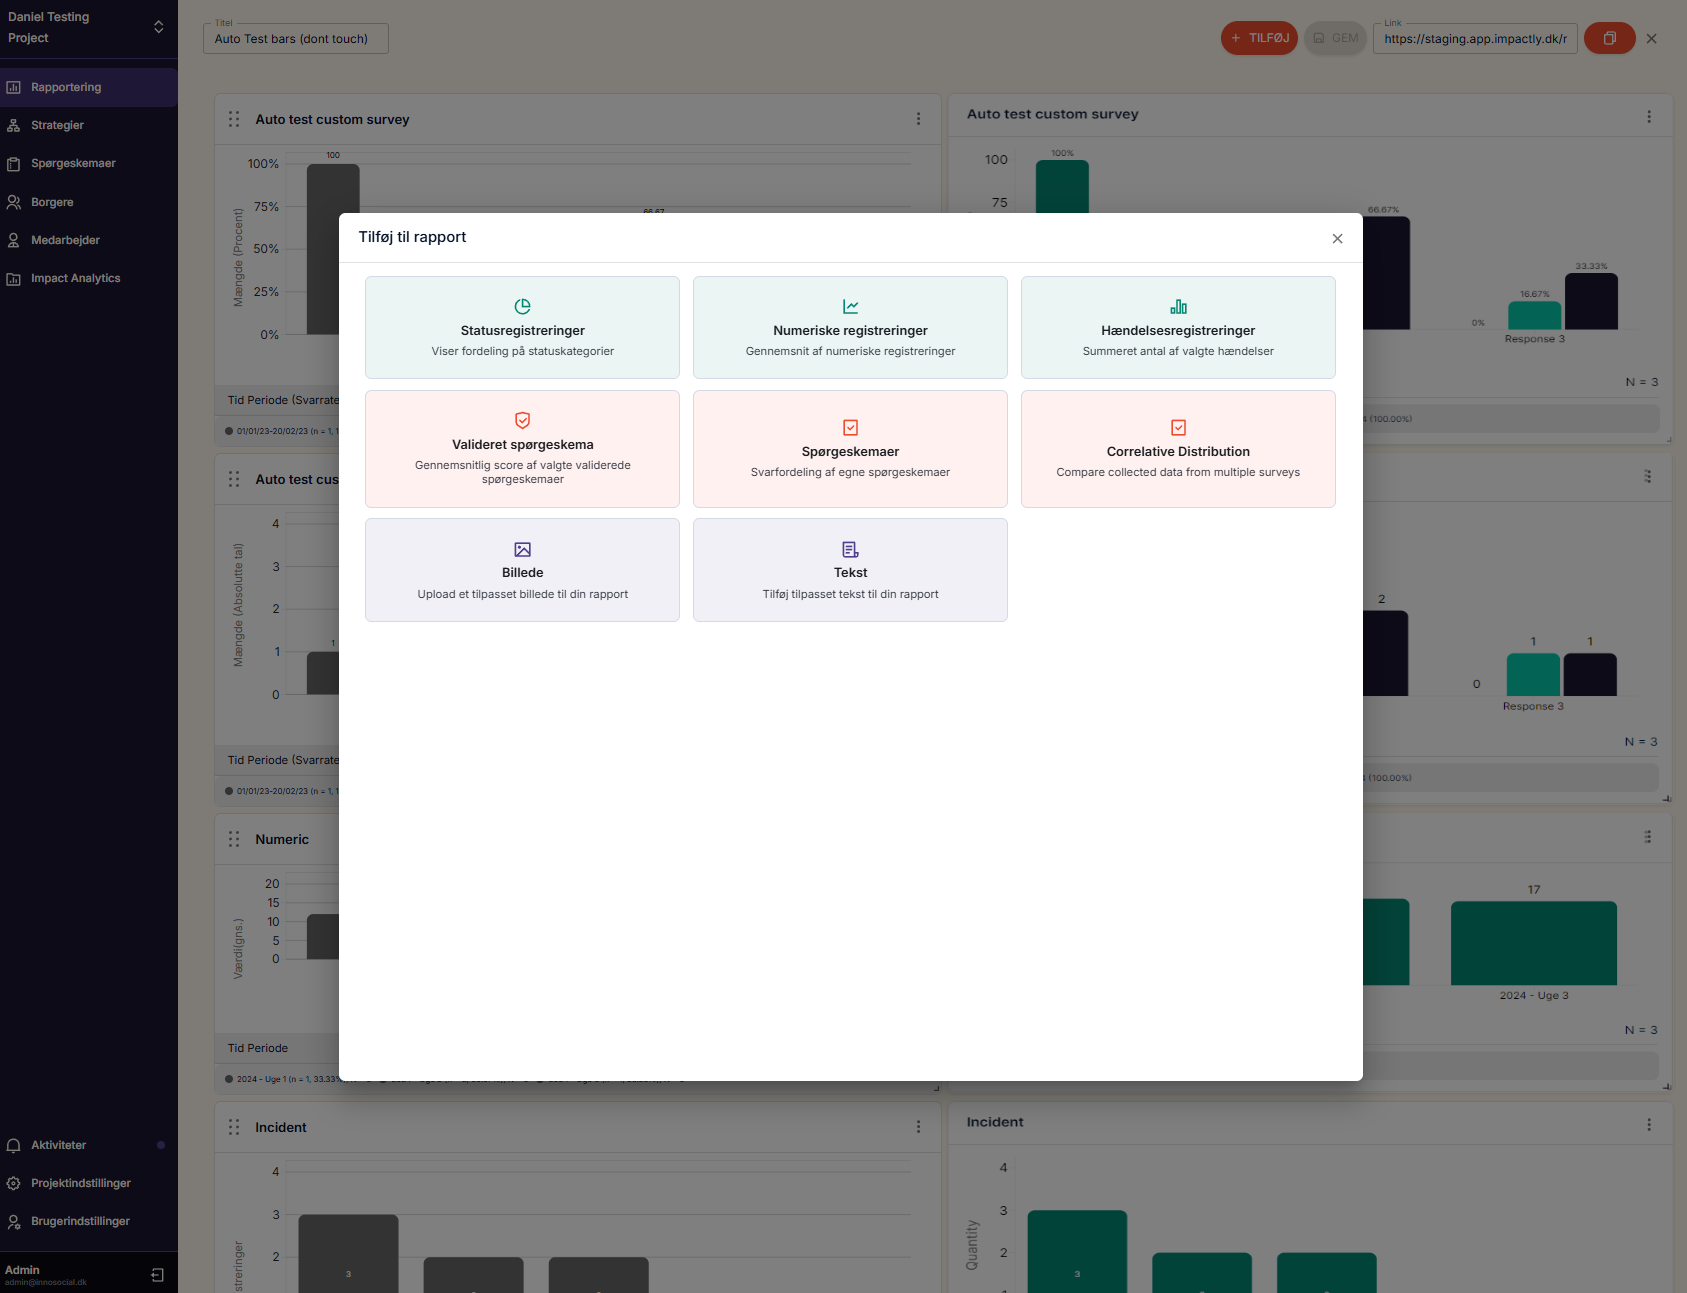 Daniel Testing
Project
Rapportering
Strategier
Spørgeskemaer
Borgere
Medarbejder
Impact Analytics
Aktiviteter
Projektindstillinger
Brugerindstillinger
Admin
admin@innosocial.dk
Titel
Auto Test bars (dont touch)
+ TILFØJ
GEM
Link
https://staging.app.impactly.dk/r
Auto test custom survey
Mængde (Procent)
100%
75%
50%
25%
0%
100
66.67
Tid Periode (Svarrate
01/01/23-20/02/23 (n = 1, 1
Auto test custom survey
100
75
100%
66.67%
0%
16.67%
33.33%
Response 3
N = 3
(100.00%)
Tilføj til rapport
Statusregistreringer
Viser fordeling på statuskategorier
Numeriske registreringer
Gennemsnit af numeriske registreringer
Hændelsesregistreringer
Summeret antal af valgte hændelser
Valideret spørgeskema
Gennemsnitlig score af valgte validerede
spørgeskemaer
Spørgeskemaer
Svarfordeling af egne spørgeskemaer
Correlative Distribution
Compare collected data from multiple surveys
Billede
Upload et tilpasset billede til din rapport
Tekst
Tilføj tilpasset tekst til din rapport
Auto test cus
Mængde (Absolutte tal)
4
3
2
1
0
1
Tid Periode (Svarrate
01/01/23-20/02/23 (n = 1, 1
2
0
1
1
Response 3
N = 3
(100.00%)
Numeric
Værdi(gns.)
20
15
10
5
0
Tid Periode
2024 - Uge 1 (n = 1, 33.33%
17
2024 - Uge 3
N = 3
Incident
4
3
2
streringer
3
Incident
Quantity
4
3
2
3